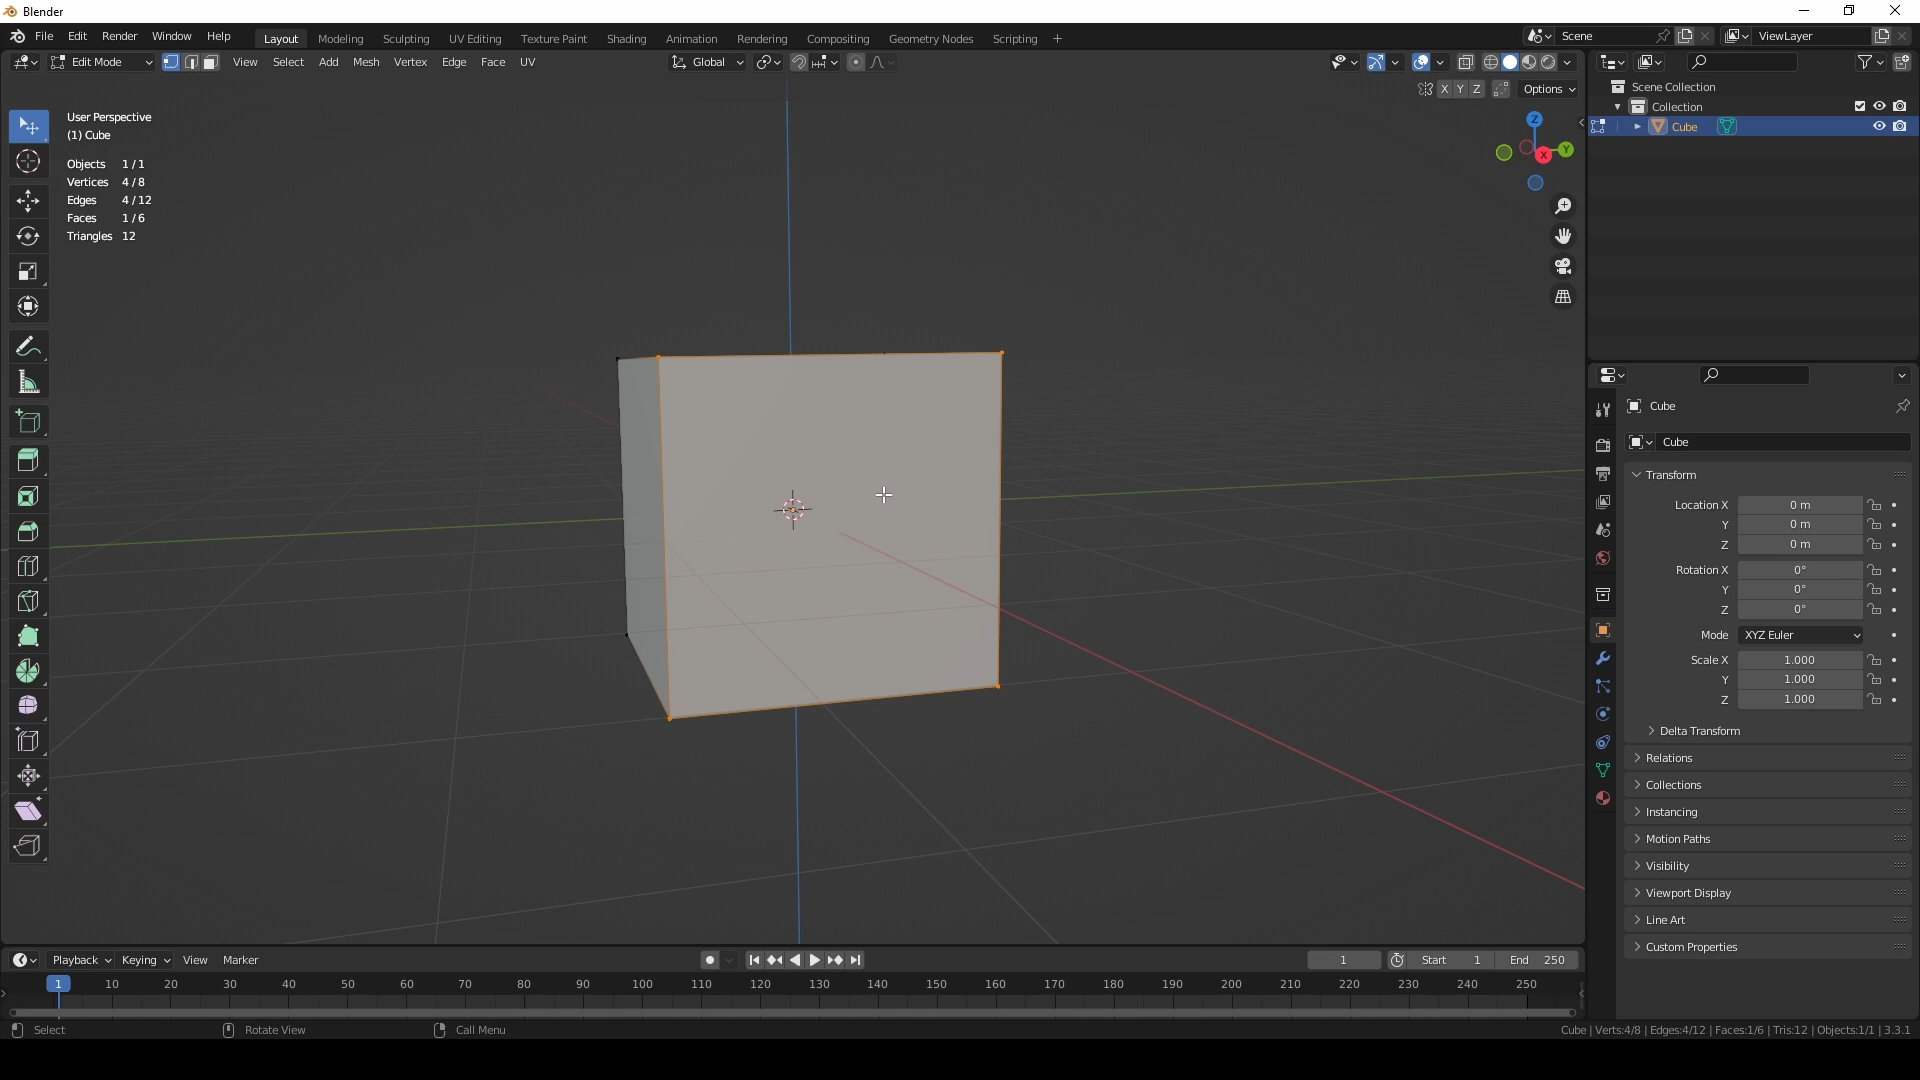 Blender
File Edit Render Window Help Layout Modeling Sculpting UV Editing Texture Paint Shading Animation Rendering Compositing Geometry Nodes Scripting + Scene ViewLayer
Edit Mode View Select Add Mesh Vertex Edge Face UV Global
X Y Z Options
User Perspective
(1) Cube
Objects 1/1
Vertices 4/8
Edges 4/12
Faces 1/6
Triangles 12
Z
X
Y
Scene Collection
Collection
Cube
Cube
Cube
Transform
Location X 0 m
Y 0 m
Z 0 m
Rotation X 0°
Y 0°
Z 0°
Mode XYZ Euler
Scale X 1.000
Y 1.000
Z 1.000
Delta Transform
Relations
Collections
Instancing
Motion Paths
Visibility
Viewport Display
Line Art
Custom Properties
Playback Keying View Marker 1 Start 1 End 250
1 10 20 30 40 50 60 70 80 90 100 110 120 130 140 150 160 170 180 190 200 210 220 230 240 250
Select Rotate View Call Menu Cube | Verts:4/8 | Edges:4/12 | Faces:1/6 | Tris:12 | Objects:1/1 | 3.3.1